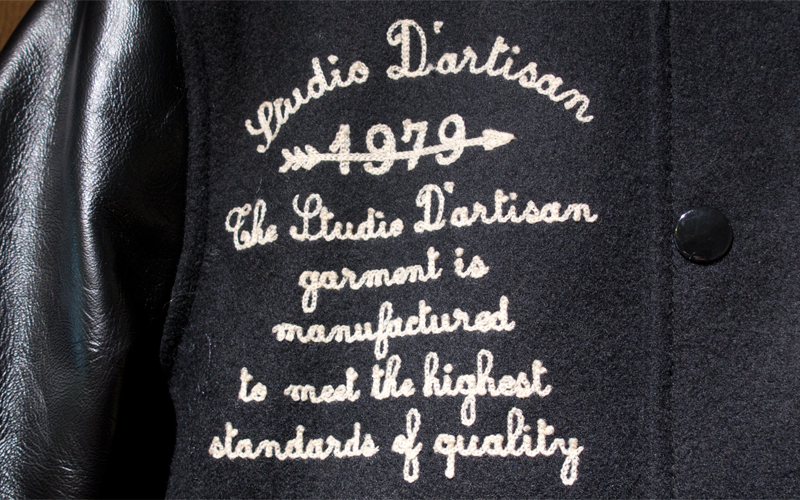 Studio D'artisan
1979
The Studio D'artisan
garment is
manufactured
to meet the highest
standards of quality